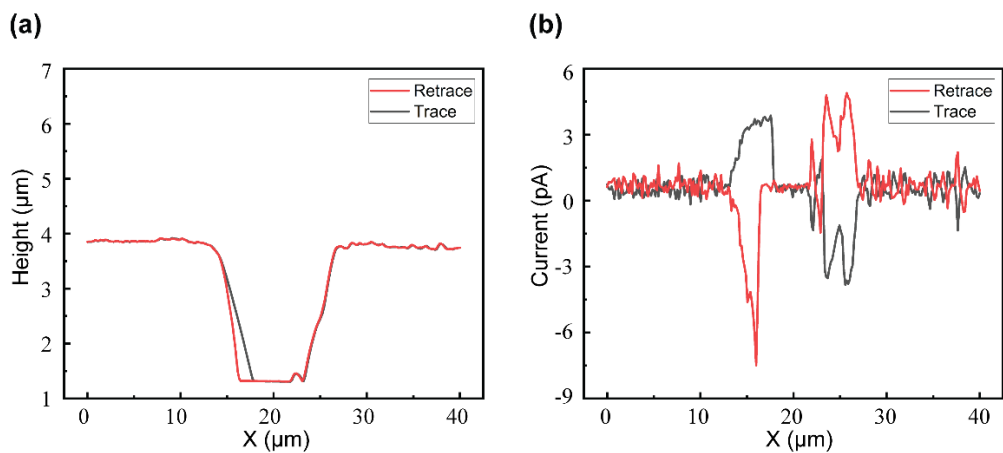 (a)
(b)
7
6
5
4
3
2
1
Height (μm)
0
10
20
30
40
X (μm)
Retrace
Trace
6
3
0
-3
-6
-9
Current (pA)
0
10
20
30
40
X (μm)
Retrace
Trace